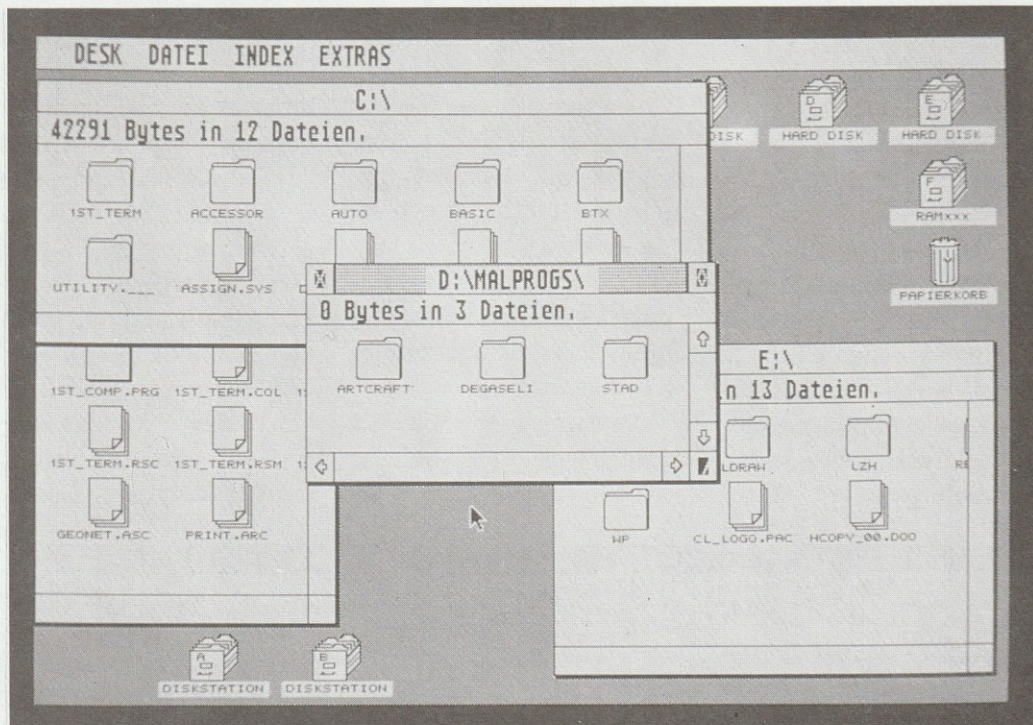 DESK DATEI INDEX EXTRAS
C:\
42291 Bytes in 12 Dateien.
1ST_TERM ACCESSOR AUTO BASIC BTX
UTILITY.___ ASSIGN.SYS
DISK HARD DISK HARD DISK
D E
F
RAMxxx
PAPIERKORB
D:\MALPROGS\
0 Bytes in 3 Dateien.
ARTCRAFT DEGASELI STAD
1ST_COMP.PRG 1ST_TERM.COL
1ST_TERM.RSC 1ST_TERM.RSM
GEONET.ASC PRINT.ARC
E:\
n 13 Dateien.
LDRAW LZH
WP CL_LOGO.PAC HCOPY_00.DOO
A B
DISKSTATION DISKSTATION